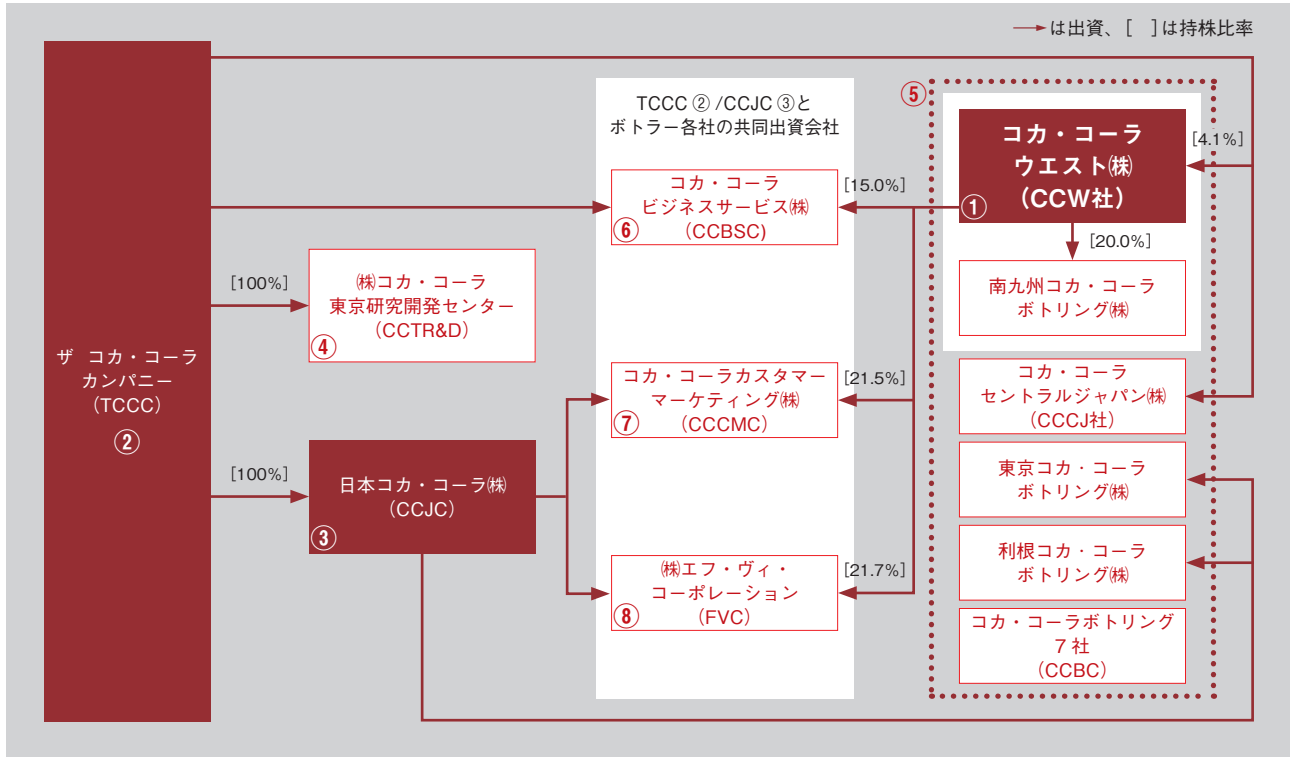 →は出資、[ ]は持株比率
ザ コカ・コーラ
カンパニー
(TCCC)
②
[100%]
㈱コカ・コーラ
東京研究開発センター
(CCTR&D)
④
[100%]
日本コカ・コーラ㈱
(CCJC)
③
TCCC ② /CCJC ③と
ボトラー各社の共同出資会社
コカ・コーラ
ビジネスサービス㈱
(CCBSC)
⑥
[15.0%]
コカ・コーラカスタマー
マーケティング㈱
(CCCMC)
⑦
[21.5%]
㈱エフ・ヴィ・
コーポレーション
(FVC)
⑧
[21.7%]
⑤
コカ・コーラ
ウエスト㈱
(CCW社)
①
[4.1%]
[20.0%]
南九州コカ・コーラ
ボトリング㈱
コカ・コーラ
セントラルジャパン㈱
(CCCJ社)
東京コカ・コーラ
ボトリング㈱
利根コカ・コーラ
ボトリング㈱
コカ・コーラボトリング
7 社
(CCBC)